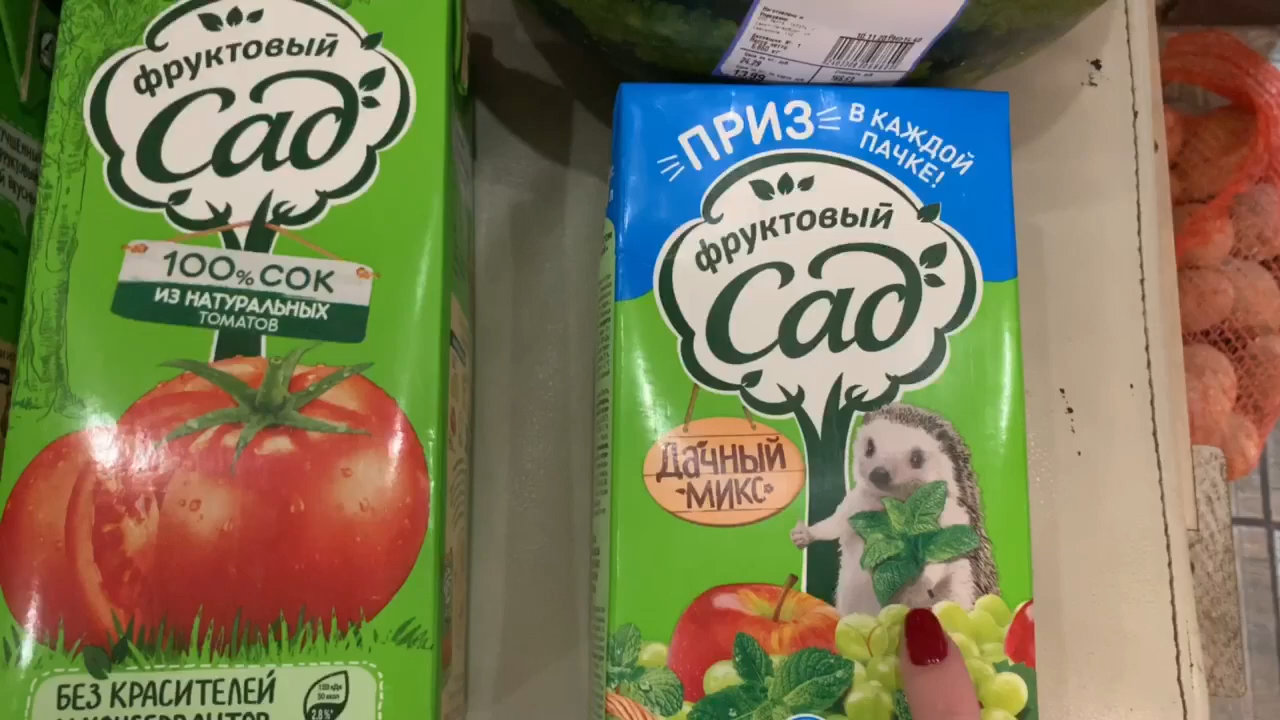 фруктовый
Сад
100% СОК
ИЗ НАТУРАЛЬНЫХ
ТОМАТОВ
БЕЗ КРАСИТЕЛЕЙ
ПРИЗ
В КАЖДОЙ
ПАЧКЕ!
фруктовый
Сад
Дачный
микс